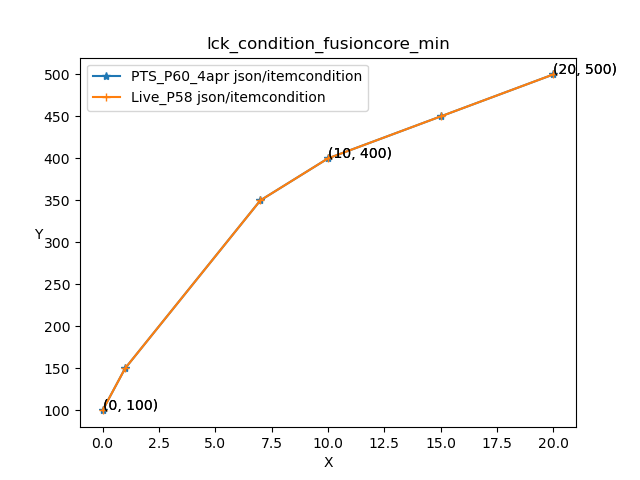 lck_condition_fusioncore_min
PTS_P60_4apr json/itemcondition
Live_P58 json/itemcondition
(20, 500)
(10, 400)
(0, 100)
Y
500
450
400
350
300
250
200
150
100
0.0 2.5 5.0 7.5 10.0 12.5 15.0 17.5 20.0
X